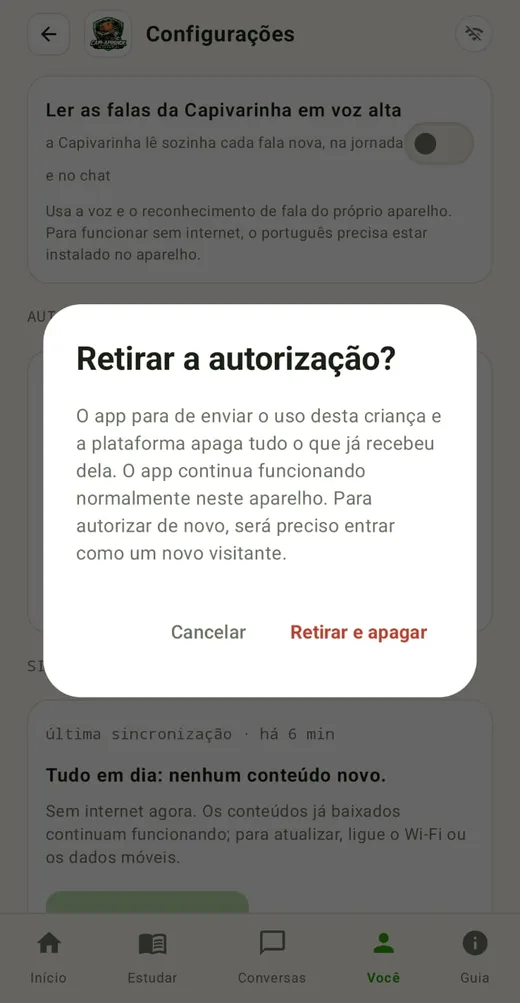 Configurações
Ler as falas da Capivarinha em voz alta
a Capivarinha lê sozinha cada fala nova, na jornada
e no chat
Usa a voz e o reconhecimento de fala do próprio aparelho.
Para funcionar sem internet, o português precisa estar
instalado no aparelho.
Retirar a autorização?
O app para de enviar o uso desta criança e
a plataforma apaga tudo o que já recebeu
dela. O app continua funcionando
normalmente neste aparelho. Para
autorizar de novo, será preciso entrar
como um novo visitante.
Cancelar
Retirar e apagar
última sincronização · há 6 min
Tudo em dia: nenhum conteúdo novo.
Sem internet agora. Os conteúdos já baixados
continuam funcionando; para atualizar, ligue o Wi-Fi ou
os dados móveis.
Início
Estudar
Conversas
Você
Guia